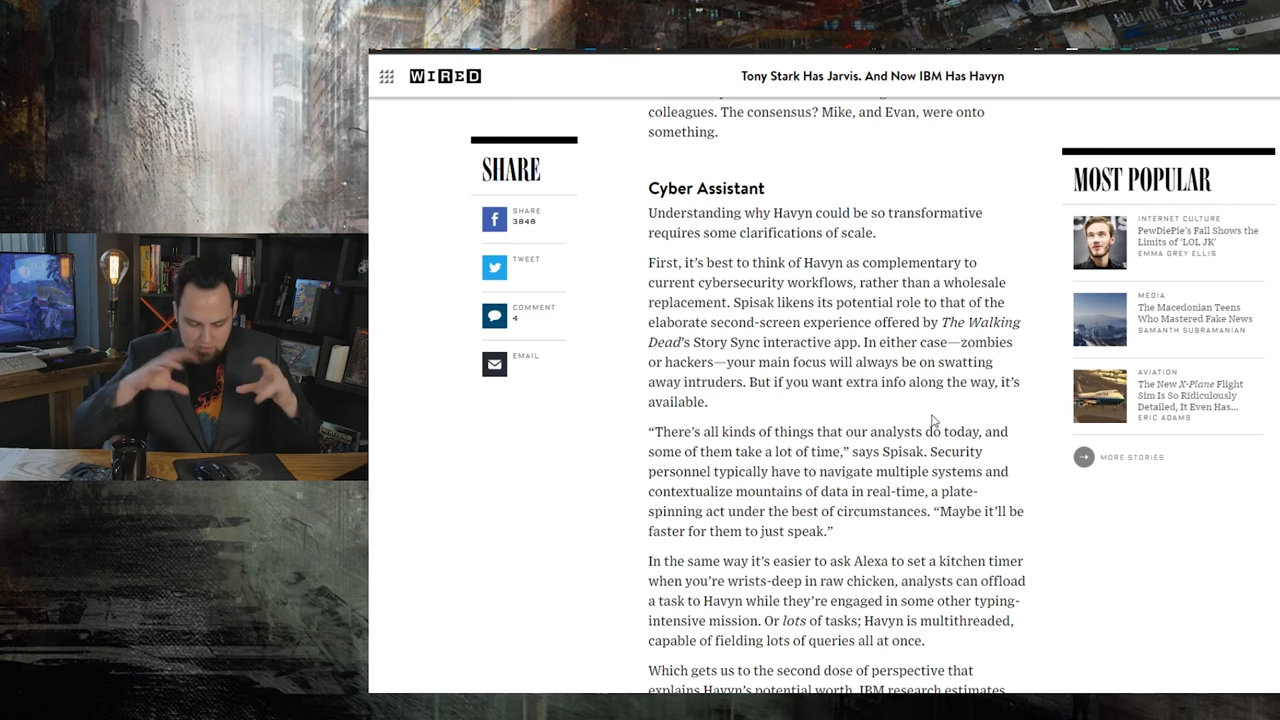 WIRED
Tony Stark Has Jarvis. And Now IBM Has Havyn
colleagues. The consensus? Mike, and Evan, were onto
something.
SHARE
SHARE
3848
TWEET
COMMENT
4
EMAIL
Cyber Assistant
Understanding why Havyn could be so transformative
requires some clarifications of scale.
First, it’s best to think of Havyn as complementary to
current cybersecurity workflows, rather than a wholesale
replacement. Spisak likens its potential role to that of the
elaborate second-screen experience offered by The Walking
Dead’s Story Sync interactive app. In either case—zombies
or hackers—your main focus will always be on swatting
away intruders. But if you want extra info along the way, it’s
available.
“There’s all kinds of things that our analysts do today, and
some of them take a lot of time,” says Spisak. Security
personnel typically have to navigate multiple systems and
contextualize mountains of data in real-time, a plate-
spinning act under the best of circumstances. “Maybe it’ll be
faster for them to just speak.”
In the same way it’s easier to ask Alexa to set a kitchen timer
when you’re wrists-deep in raw chicken, analysts can offload
a task to Havyn while they’re engaged in some other typing-
intensive mission. Or lots of tasks; Havyn is multithreaded,
capable of fielding lots of queries all at once.
Which gets us to the second dose of perspective that
explains Havyn’s potential worth. IBM research estimates
MOST POPULAR
INTERNET CULTURE
PewDiePie’s Fall Shows the
Limits of ‘LOL JK’
EMMA GREY ELLIS
MEDIA
The Macedonian Teens
Who Mastered Fake News
SAMANTH SUBRAMANIAN
AVIATION
The New X-Plane Flight
Sim Is So Ridiculously
Detailed, It Even Has...
ERIC ADAMS
MORE STORIES